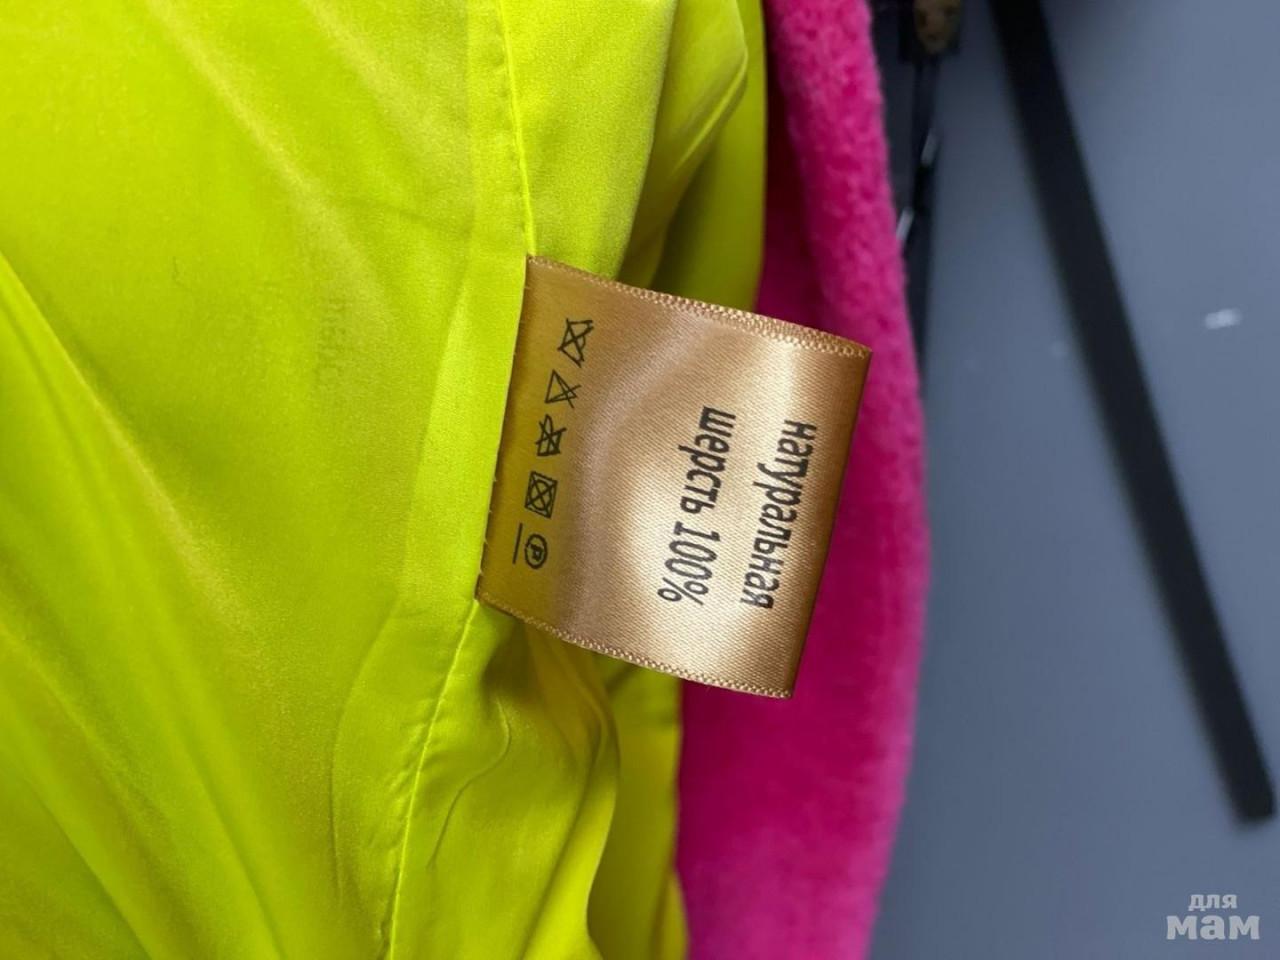 натуральная
шерсть 100%
P
для
мам